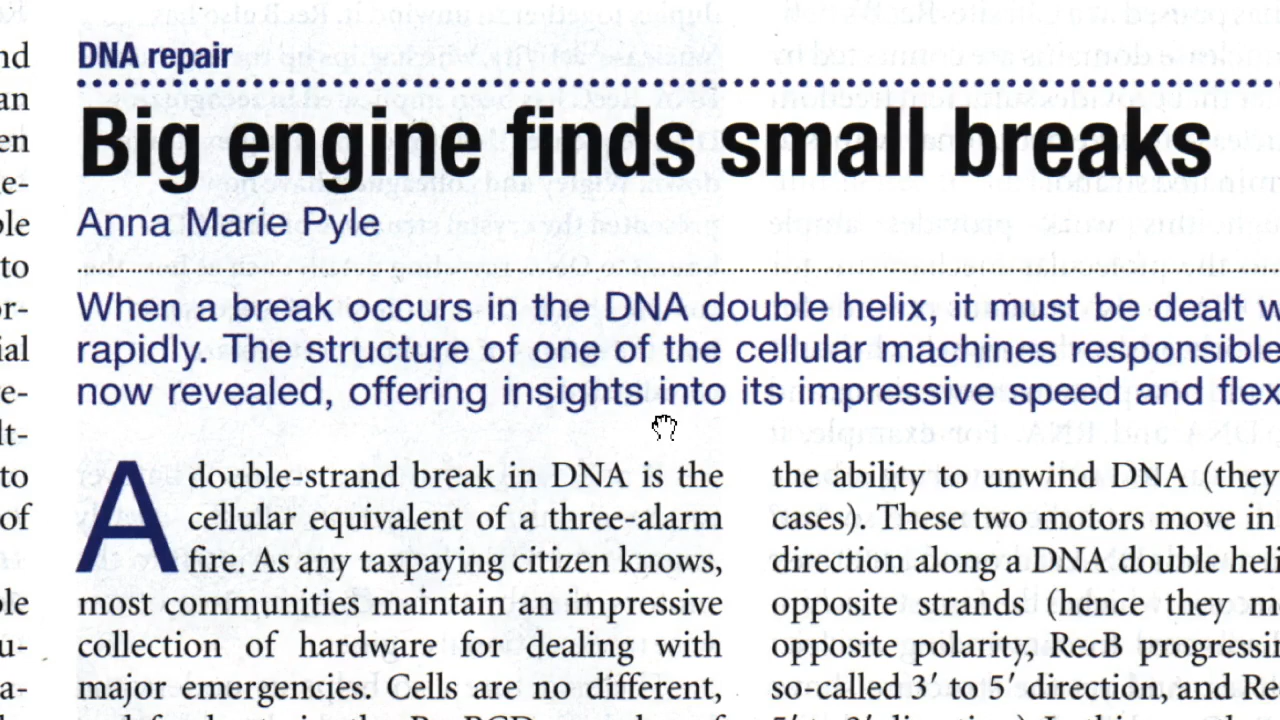 DNA repair
Big engine finds small breaks
Anna Marie Pyle
When a break occurs in the DNA double helix, it must be dealt w
rapidly. The structure of one of the cellular machines responsible
now revealed, offering insights into its impressive speed and flex
A double-strand break in DNA is the
cellular equivalent of a three-alarm
fire. As any taxpaying citizen knows,
most communities maintain an impressive
collection of hardware for dealing with
major emergencies. Cells are no different,
the ability to unwind DNA (they
cases). These two motors move in
direction along a DNA double heli
opposite strands (hence they mo
opposite polarity, RecB progressin
so-called 3′ to 5′ direction, and Re